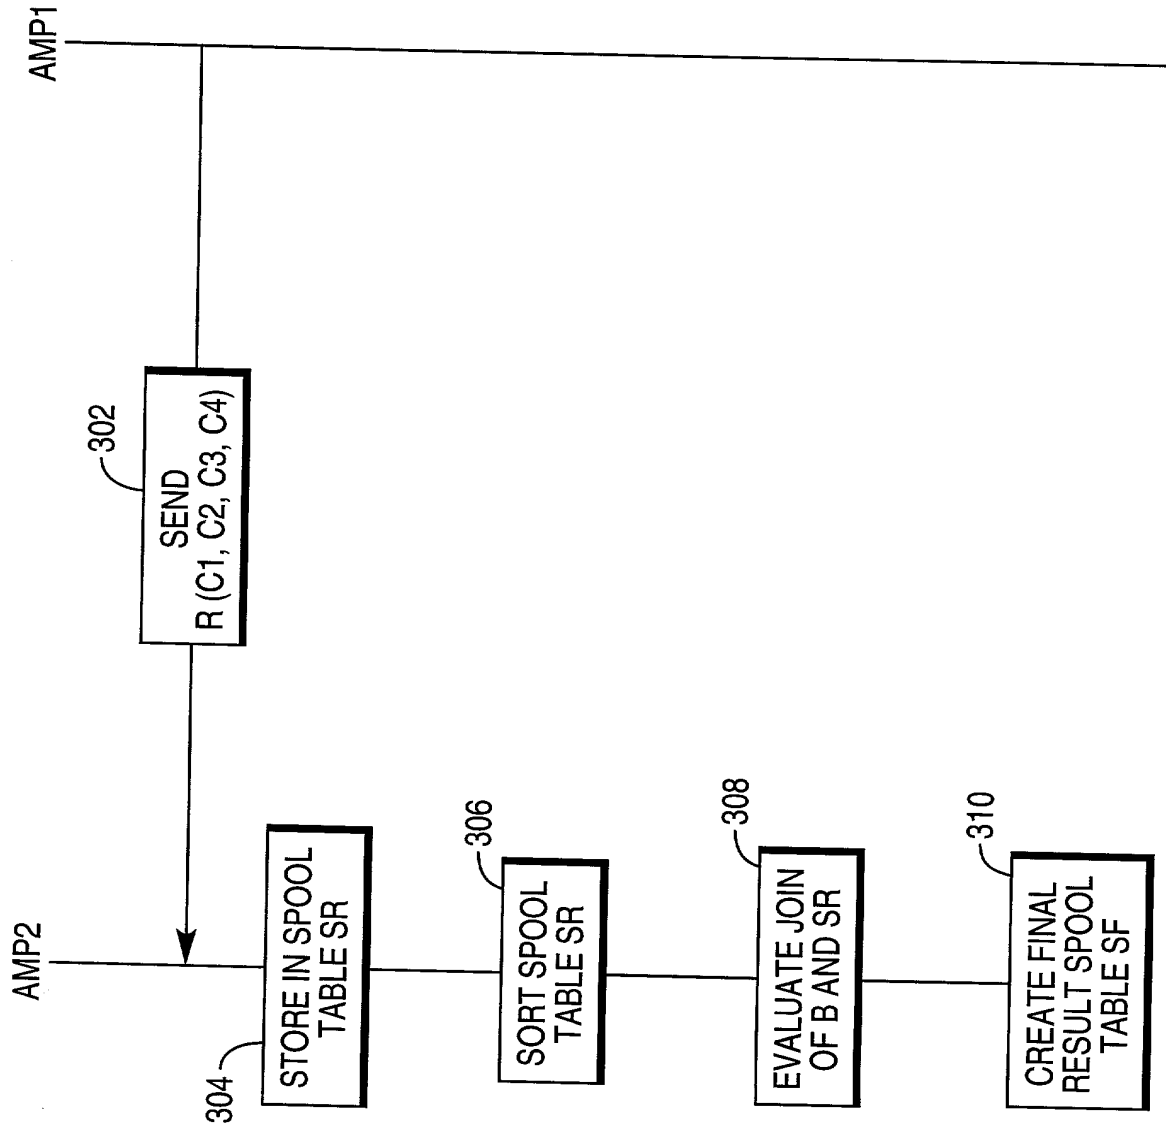 AMP2
AMP1
302
SEND
R (C1, C2, C3, C4)
304
STORE IN SPOOL
TABLE SR
306
SORT SPOOL
TABLE SR
308
EVALUATE JOIN
OF B AND SR
310
CREATE FINAL
RESULT SPOOL
TABLE SF